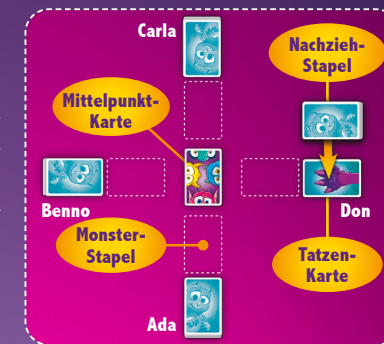 Carla
Nachzieh-
Stapel
Mittelpunkt-
Karte
Benno
Don
Monster-
Stapel
Tatzen-
Karte
Ada